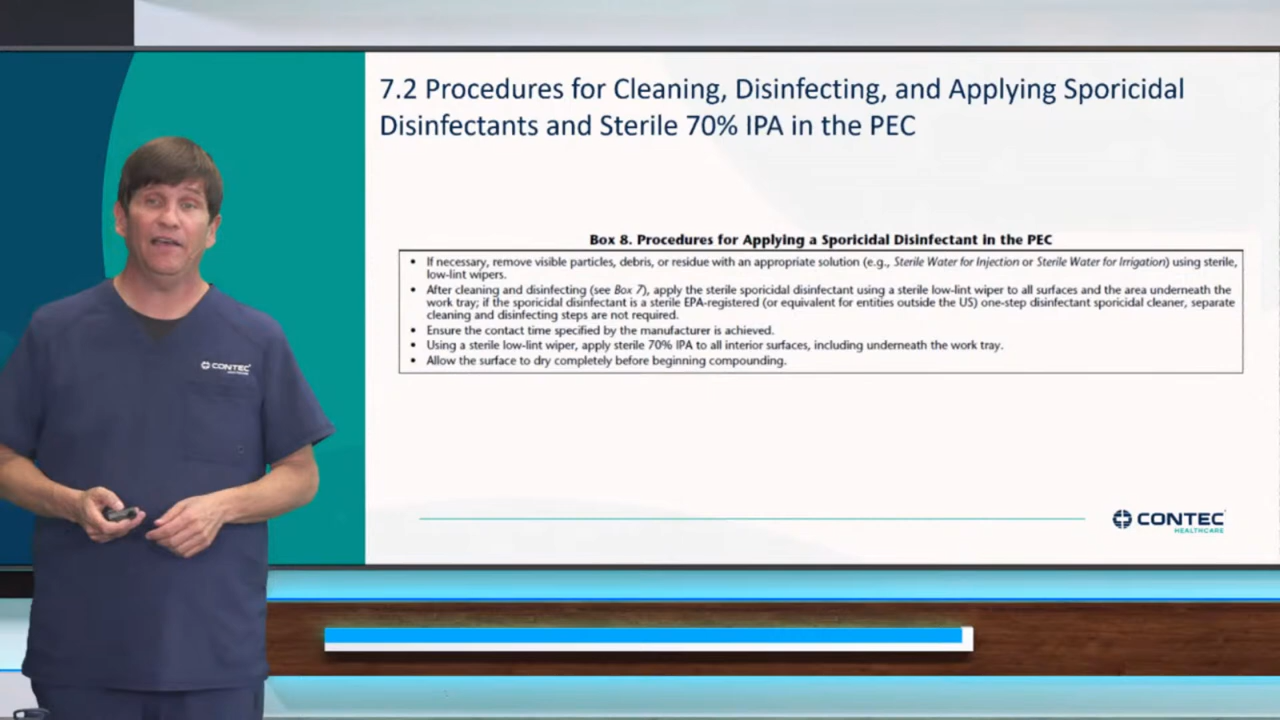 7.2 Procedures for Cleaning, Disinfecting, and Applying Sporicidal
Disinfectants and Sterile 70% IPA in the PEC
Box 8. Procedures for Applying a Sporicidal Disinfectant in the PEC
• If necessary, remove visible particles, debris, or residue with an appropriate solution (e.g., Sterile Water for Injection or Sterile Water for Irrigation) using sterile,
low-lint wipers.
• After cleaning and disinfecting (see Box 7), apply the sterile sporicidal disinfectant using a sterile low-lint wiper to all surfaces and the area underneath the
work tray; if the sporicidal disinfectant is a sterile EPA-registered (or equivalent for entities outside the US) one-step disinfectant sporicidal cleaner, separate
cleaning and disinfecting steps are not required.
• Ensure the contact time specified by the manufacturer is achieved.
• Using a sterile low-lint wiper, apply sterile 70% IPA to all interior surfaces, including underneath the work tray.
• Allow the surface to dry completely before beginning compounding.
CONTEC
HEALTHCARE
CONTEC
HEALTHCARE